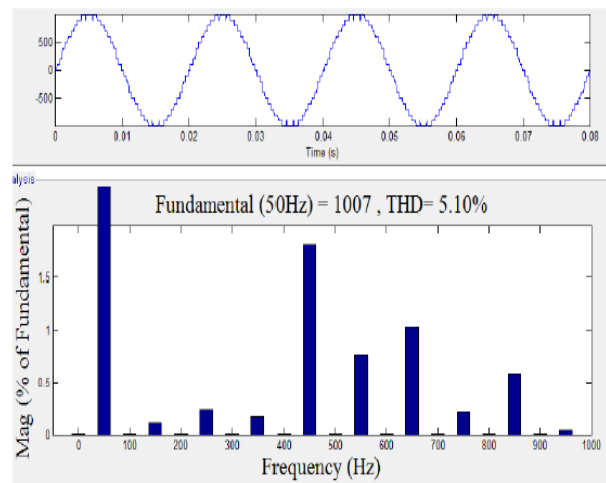 500
0
-500
0 0.01 0.02 0.03 0.04 0.05 0.06 0.07 0.08
Time (s)
alysis
Fundamental (50Hz) = 1007 , THD= 5.10%
Mag (% of Fundamental)
1.5
1
0.5
0
0 100 200 300 400 500 600 700 800 900 1000
Frequency (Hz)